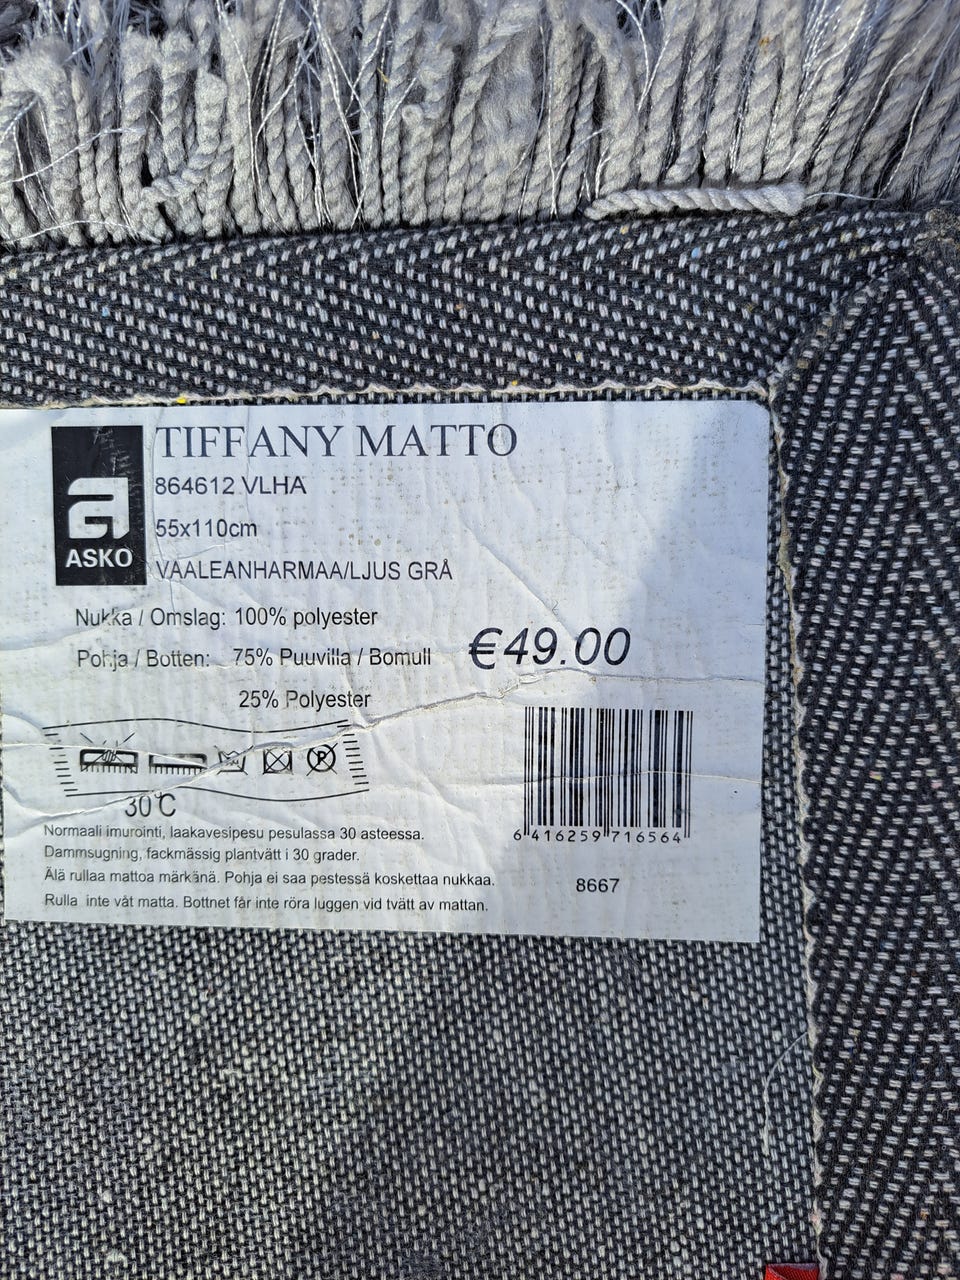 TIFFANY MATTO
864612 VLHA
55x110cm
VAALEANHARMAA/LJUS GRÅ
a
ASKO
Nukka / Omslag: 100% polyester
Pohja / Botten: 75% Puuvilla / Bomull
25% Polyester
€49.00
P
30°C
6 416259 716564
Normaali imurointi, laakavesipesu pesulassa 30 asteessa.
Dammsugning, fackmässig plantvätt i 30 grader.
Älä rullaa mattoa märkänä. Pohja ei saa pestessä koskettaa nukkaa.
Rulla inte våt matta. Bottnet får inte röra luggen vid tvätt av mattan.
8667